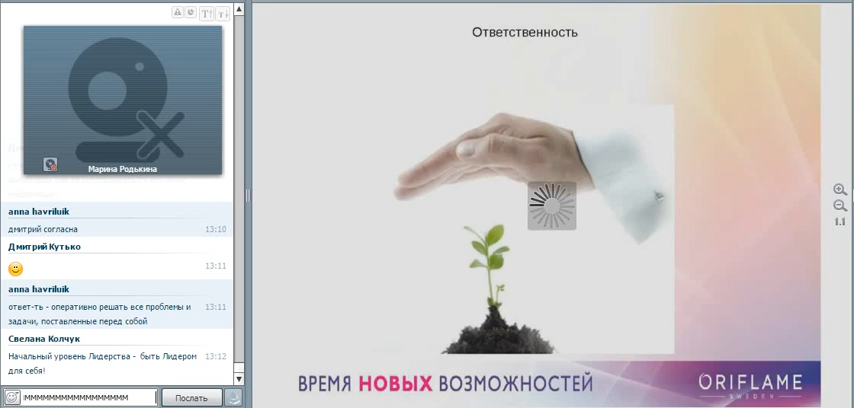 Марина Родькина
anna havriluik
дмитрий согласна 13:10
Дмитрий Кутько
13:11
anna havriluik
ответ-ть - оперативно решать все проблемы и 13:11
задачи, поставленные перед собой
Свелана Колчук
Начальный уровень Лидерства - быть Лидером 13:12
для себя!
Послать
Ответственность
ВРЕМЯ НОВЫХ ВОЗМОЖНОСТЕЙ
ORIFLAME
SWEDEN
1:1